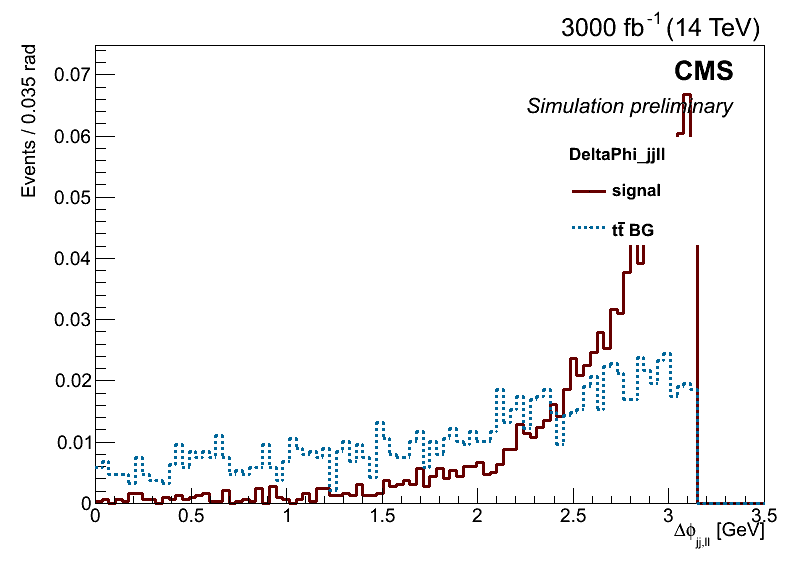 3000 fb⁻¹ (14 TeV)
CMS
Simulation preliminary
DeltaPhi_jjll
signal
tt̄ BG
Events / 0.035 rad
0.07
0.06
0.05
0.04
0.03
0.02
0.01
0
0 0.5 1 1.5 2 2.5 3 3.5
Δϕjj,ll [GeV]